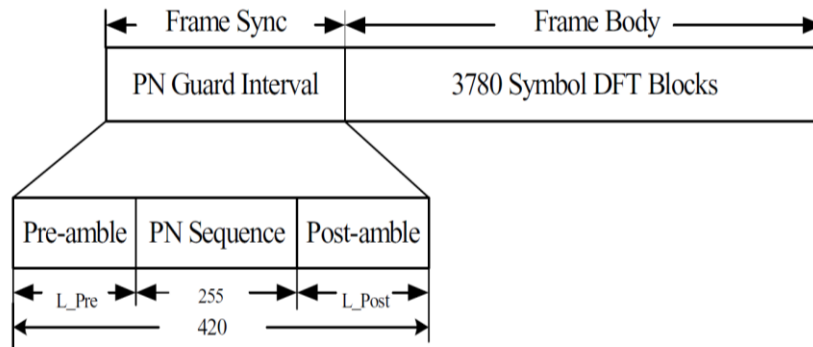 Frame Sync Frame Body
PN Guard Interval 3780 Symbol DFT Blocks
Pre-amble PN Sequence Post-amble
L_Pre 255 L_Post
420